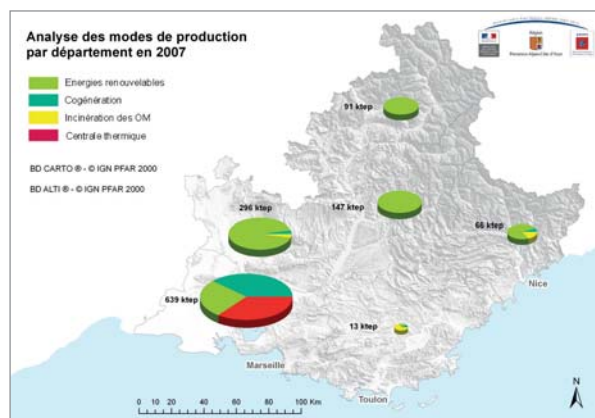 Analyse des modes de production
par département en 2007
Energies renouvelables
Cogénération
Incinération des OM
Centrale thermique
BD CARTO ® - © IGN PFAR 2000
BD ALTI ® - © IGN PFAR 2000
91 ktep
296 ktep
147 ktep
66 ktep
Nice
639 ktep
13 ktep
Marseille
Toulon
N
0 10 20 40 60 80 100 Km